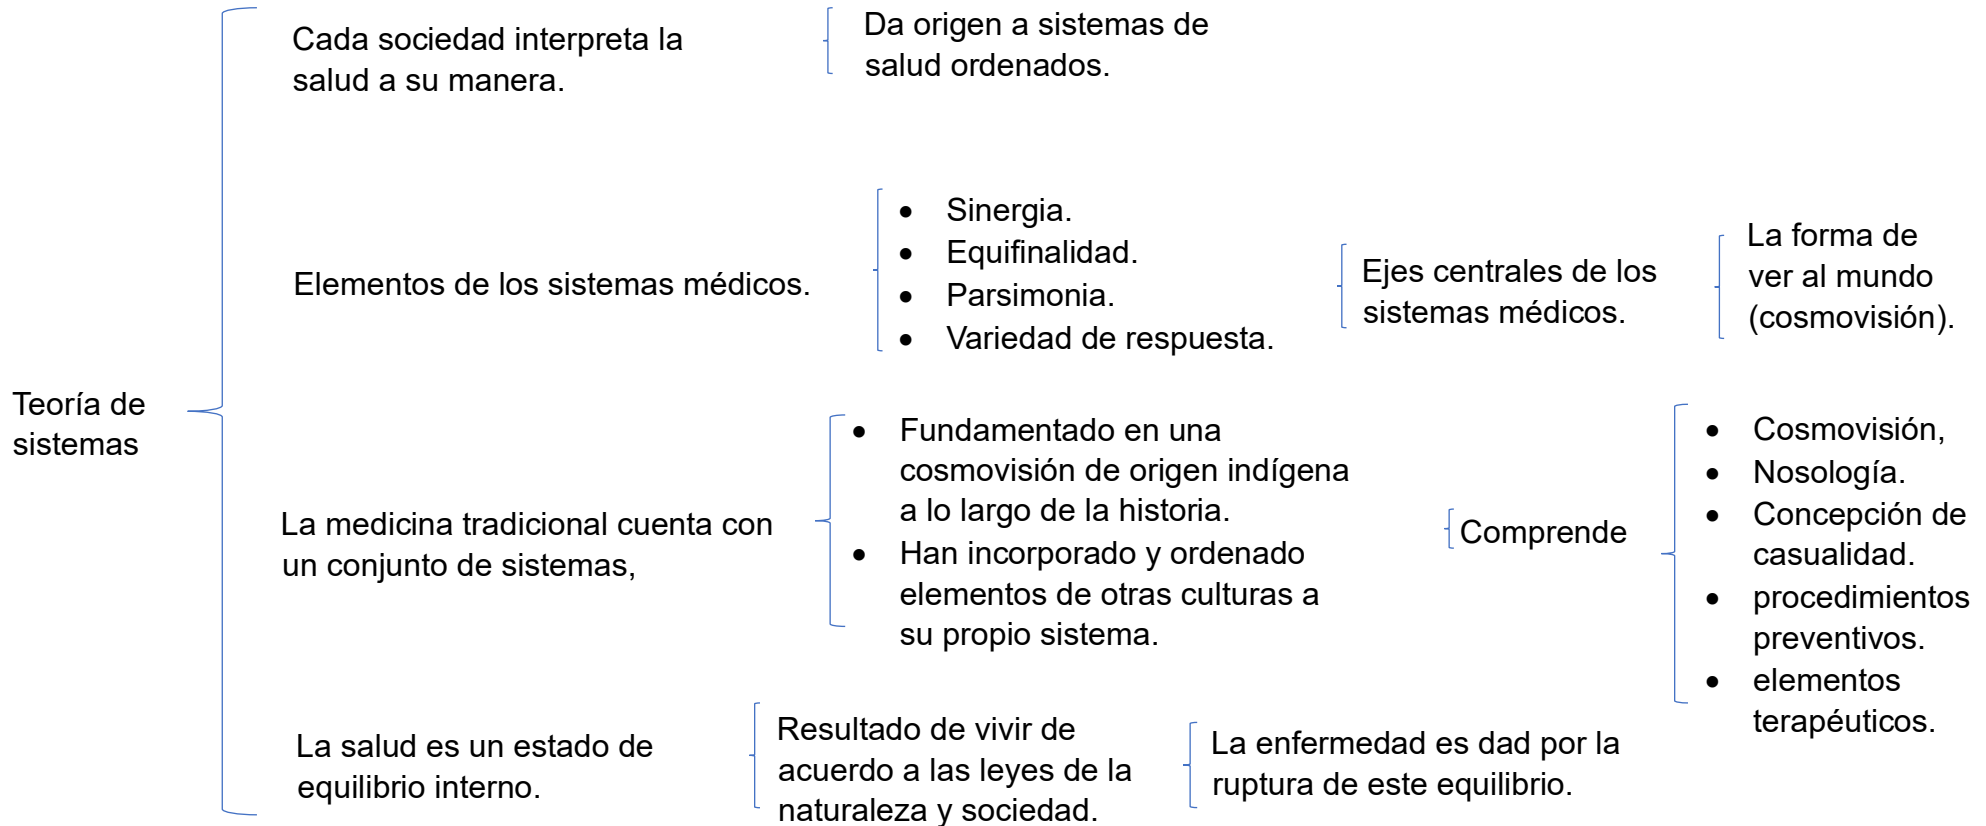 Teoría de
sistemas
Cada sociedad interpreta la
salud a su manera.
Da origen a sistemas de
salud ordenados.
Elementos de los sistemas médicos.
• Sinergia.
• Equifinalidad.
• Parsimonia.
• Variedad de respuesta.
Ejes centrales de los
sistemas médicos.
La forma de
ver al mundo
(cosmovisión).
La medicina tradicional cuenta con
un conjunto de sistemas,
• Fundamentado en una
cosmovisión de origen indígena
a lo largo de la historia.
• Han incorporado y ordenado
elementos de otras culturas a
su propio sistema.
Comprende
• Cosmovisión,
• Nosología.
• Concepción de
casualidad.
• procedimientos
preventivos.
• elementos
terapéuticos.
La salud es un estado de
equilibrio interno.
Resultado de vivir de
acuerdo a las leyes de la
naturaleza y sociedad.
La enfermedad es dad por la
ruptura de este equilibrio.